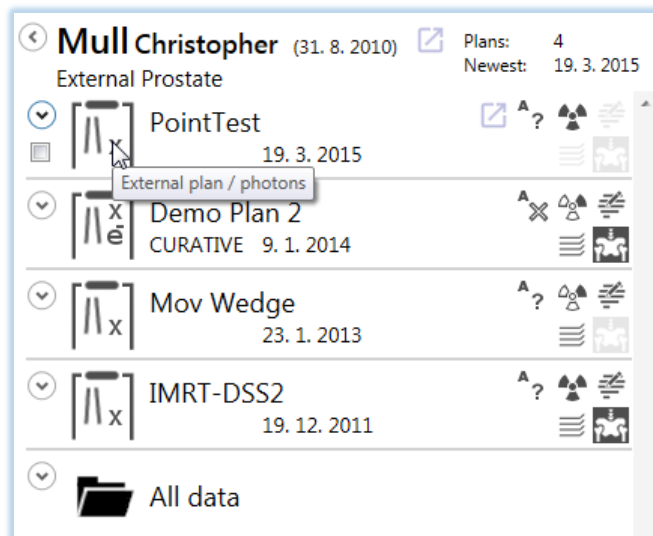 Mull Christopher (31. 8. 2010) Plans: 4
External Prostate Newest: 19. 3. 2015
PointTest A?
x 19. 3. 2015
External plan / photons
x Demo Plan 2 A
ē CURATIVE 9. 1. 2014
Mov Wedge A?
x 23. 1. 2013
IMRT-DSS2 A?
x 19. 12. 2011
All data